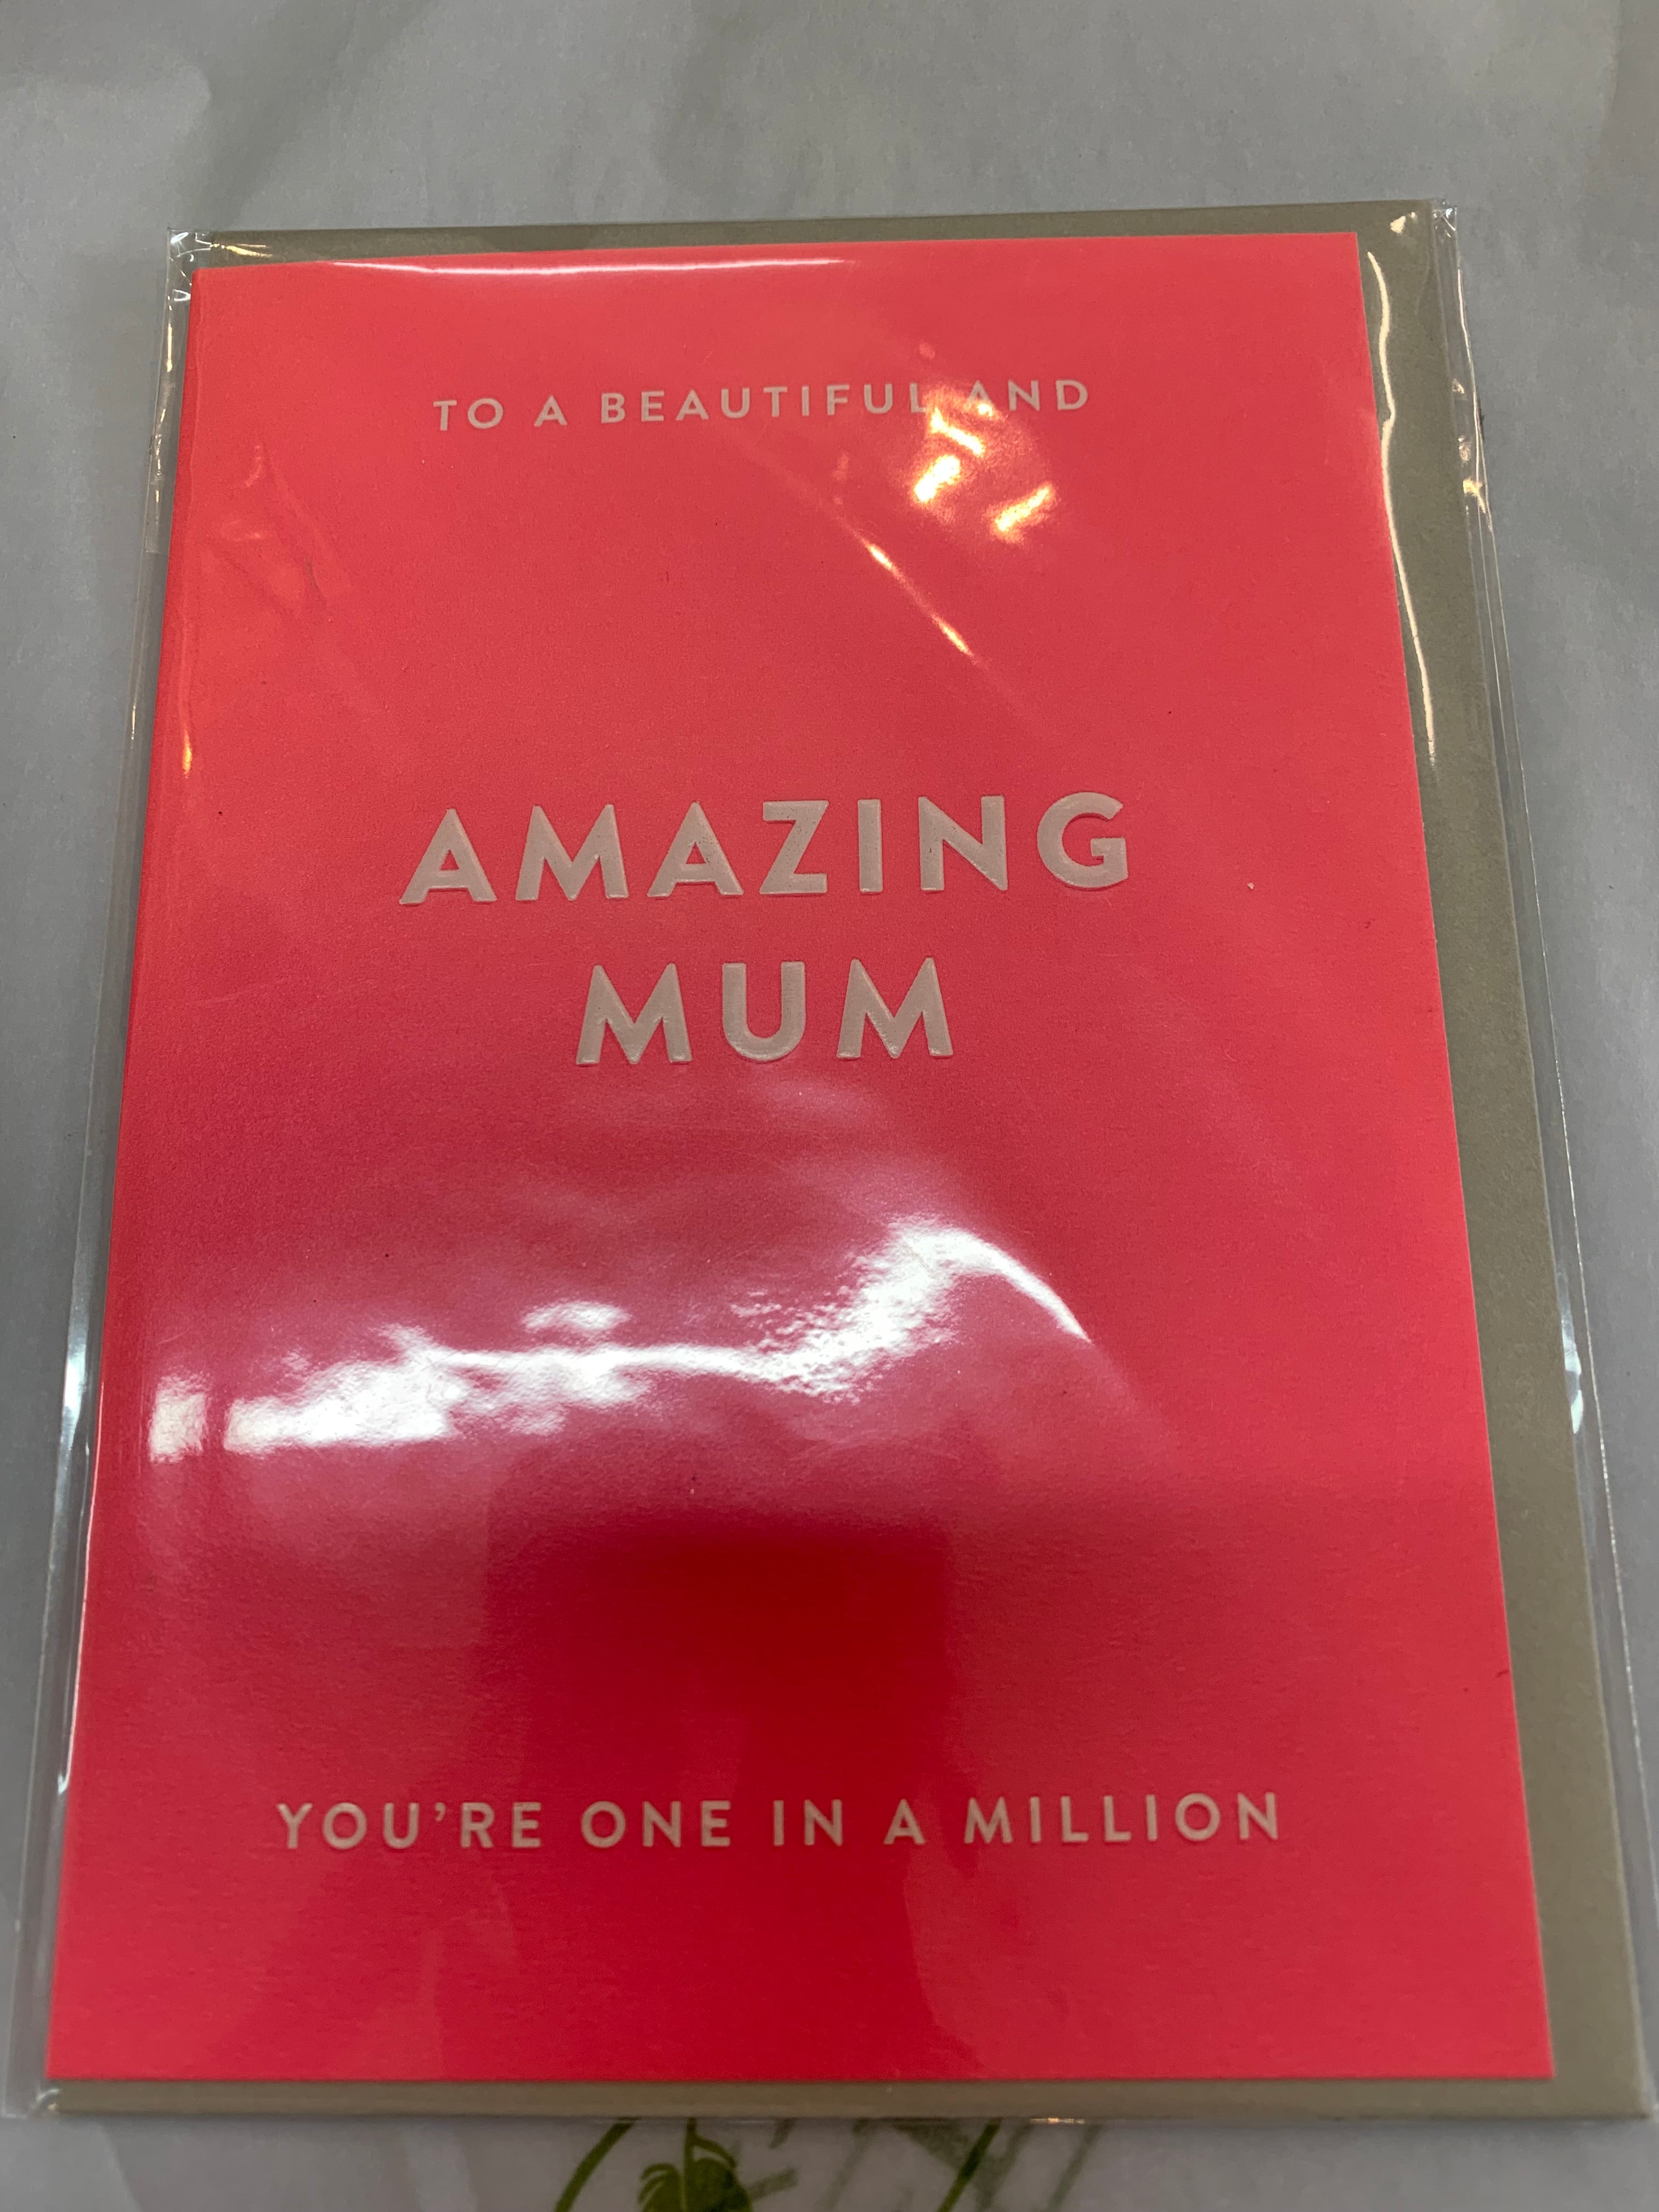 TO A BEAUTIFUL AND
AMAZING
MUM
YOU'RE ONE IN A MILLION